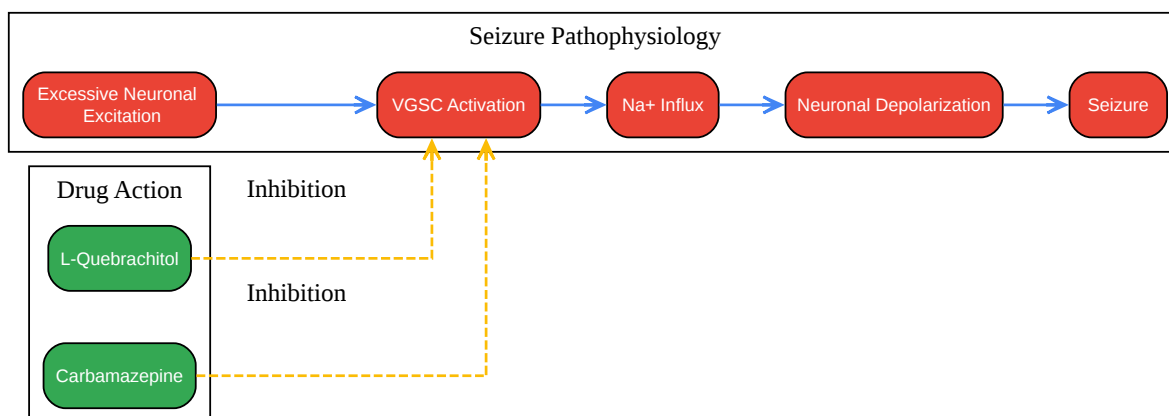 Seizure Pathophysiology
Excessive Neuronal
Excitation
VGSC Activation
Na+ Influx
Neuronal Depolarization
Seizure
Drug Action
Inhibition
L-Quebrachitol
Inhibition
Carbamazepine